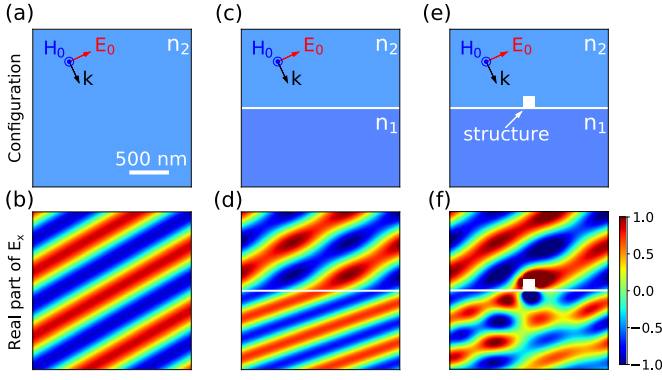 (a) (c) (e)
H₀ E₀ n₂ H₀ E₀ n₂ H₀ E₀ n₂
k k k
Configuration
n₁ n₁
structure
500 nm
(b) (d) (f)
Real part of Eₓ
1.0
0.5
0.0
−0.5
−1.0